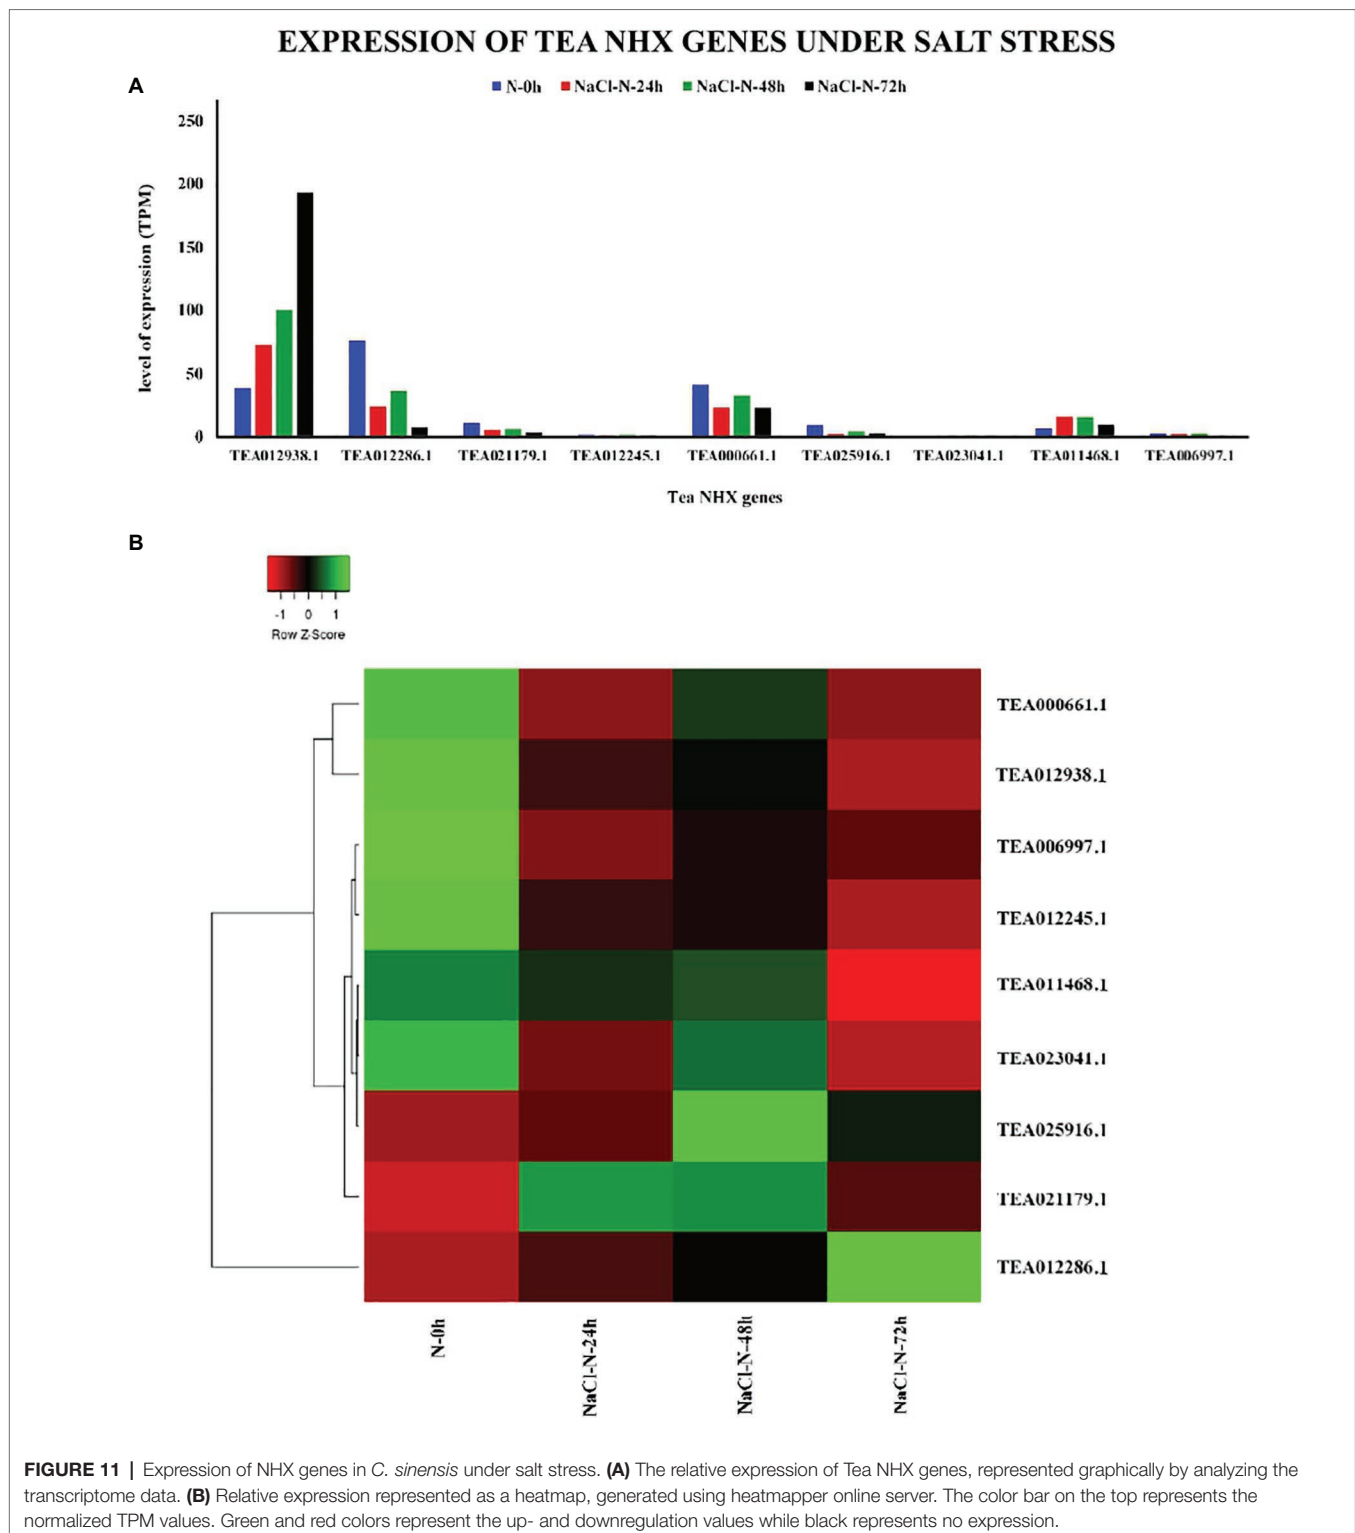 EXPRESSION OF TEA NHX GENES UNDER SALT STRESS
A
N-0h NaCl-N-24h NaCl-N-48h NaCl-N-72h
250
200
150
100
50
0
level of expression (TPM)
TEA012938.1 TEA012286.1 TEA021179.1 TEA012245.1 TEA000661.1 TEA025916.1 TEA023041.1 TEA011468.1 TEA006997.1
Tea NHX genes
B
-1 0 1
Row Z-Score
TEA000661.1
TEA012938.1
TEA006997.1
TEA012245.1
TEA011468.1
TEA023041.1
TEA025916.1
TEA021179.1
TEA012286.1
N-0h NaCl-N-24h NaCl-N-48h NaCl-N-72h
FIGURE 11 | Expression of NHX genes in C. sinensis under salt stress. (A) The relative expression of Tea NHX genes, represented graphically by analyzing the
transcriptome data. (B) Relative expression represented as a heatmap, generated using heatmapper online server. The color bar on the top represents the
normalized TPM values. Green and red colors represent the up- and downregulation values while black represents no expression.